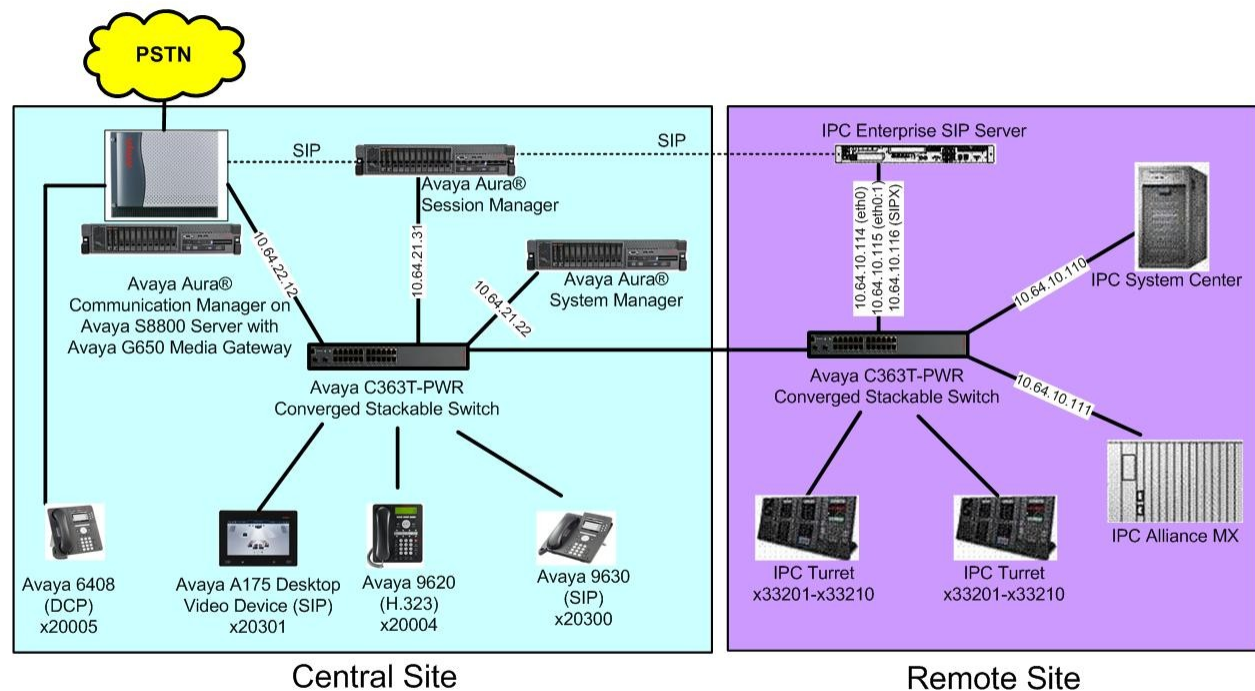 PSTN
SIP
SIP
IPC Enterprise SIP Server
Avaya Aura®
Session Manager
10.64.10.114 (eth0)
10.64.10.115 (eth0:1)
10.64.10.116 (SIPX)
10.64.22.12
10.64.21.31
10.64.21.22
Avaya Aura®
System Manager
Avaya Aura®
Communication Manager on
Avaya S8800 Server with
Avaya G650 Media Gateway
10.64.10.110
IPC System Center
Avaya C363T-PWR
Converged Stackable Switch
Avaya C363T-PWR
Converged Stackable Switch
10.64.10.111
IPC Alliance MX
Avaya 6408
(DCP)
x20005
Avaya A175 Desktop
Video Device (SIP)
x20301
Avaya 9620
(H.323)
x20004
Avaya 9630
(SIP)
x20300
IPC Turret
x33201-x33210
IPC Turret
x33201-x33210
Central Site
Remote Site